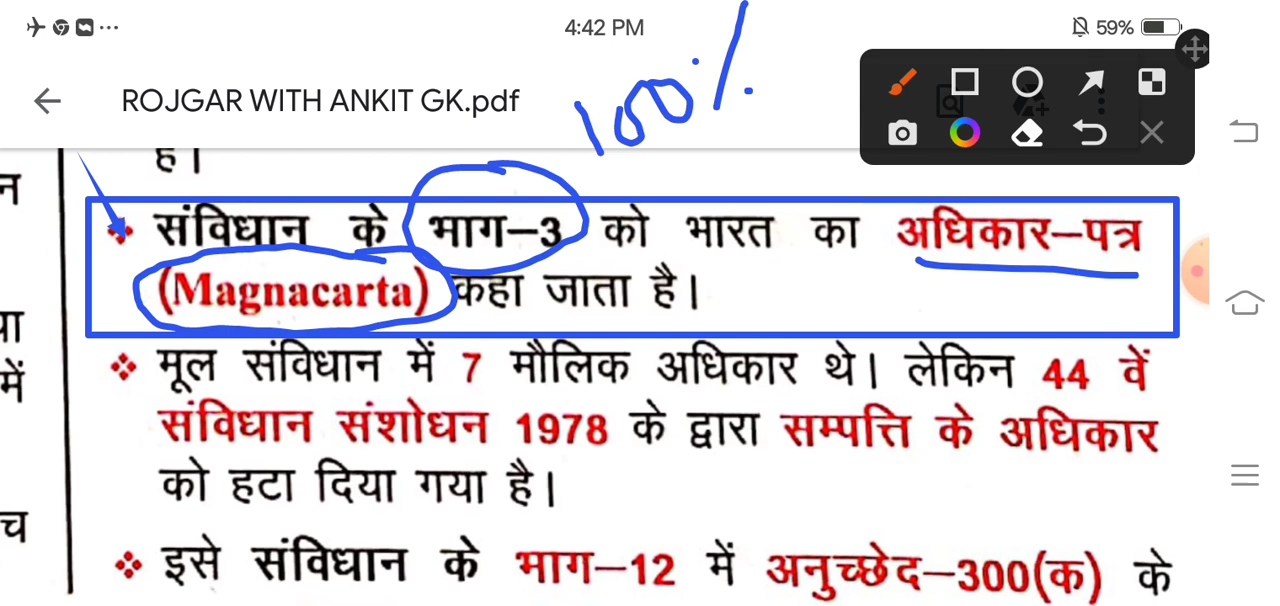 4:42 PM
59%
100%
ROJGAR WITH ANKIT GK.pdf
है।
न
❖ संविधान के भाग–3 को भारत का अधिकार–पत्र
(Magnacarta) कहा जाता है।
❖ मूल संविधान में 7 मौलिक अधिकार थे। लेकिन 44 वें
में
संविधान संशोधन 1978 के द्वारा सम्पत्ति के अधिकार
को हटा दिया गया है।
च
❖ इसे संविधान के भाग–12 में अनुच्छेद–300(क) के